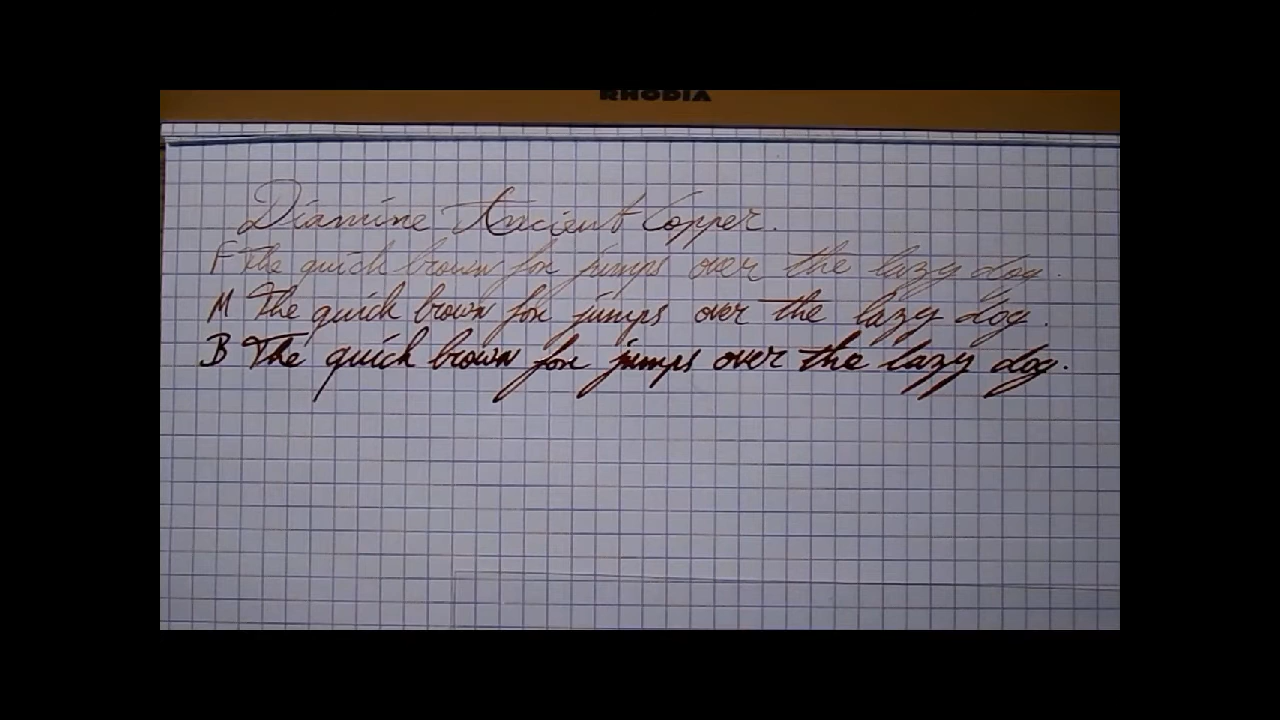 RHODIA
Diamine Ancient Copper.
F The quick brown fox jumps over the lazy dog.
M The quick brown fox jumps over the lazy dog.
B The quick brown fox jumps over the lazy dog.